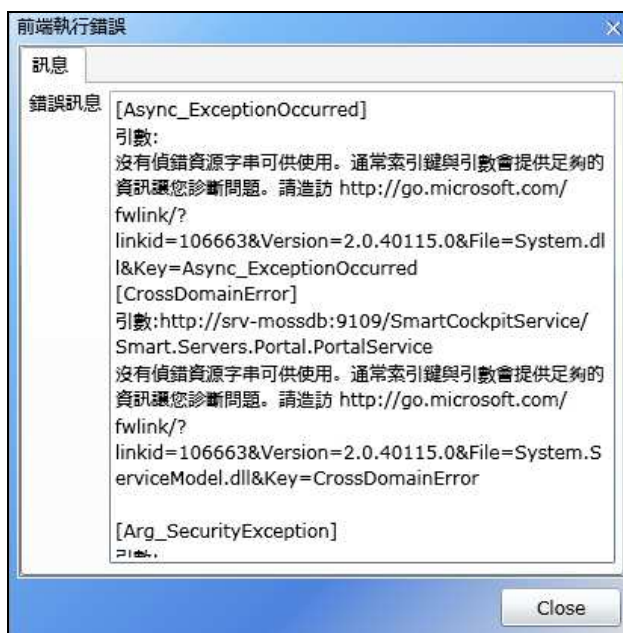 前端執行錯誤
訊息
錯誤訊息
[Async_ExceptionOccurred]
引數:
沒有偵錯資源字串可供使用。通常索引鍵與引數會提供足夠的
資訊讓您診斷問題。請造訪 http://go.microsoft.com/
fwlink/?
linkid=106663&Version=2.0.40115.0&File=System.dl
l&Key=Async_ExceptionOccurred
[CrossDomainError]
引數:http://srv-mossdb:9109/SmartCockpitService/
Smart.Servers.Portal.PortalService
沒有偵錯資源字串可供使用。通常索引鍵與引數會提供足夠的
資訊讓您診斷問題。請造訪 http://go.microsoft.com/
fwlink/?
linkid=106663&Version=2.0.40115.0&File=System.S
erviceModel.dll&Key=CrossDomainError
[Arg_SecurityException]
引數:
Close